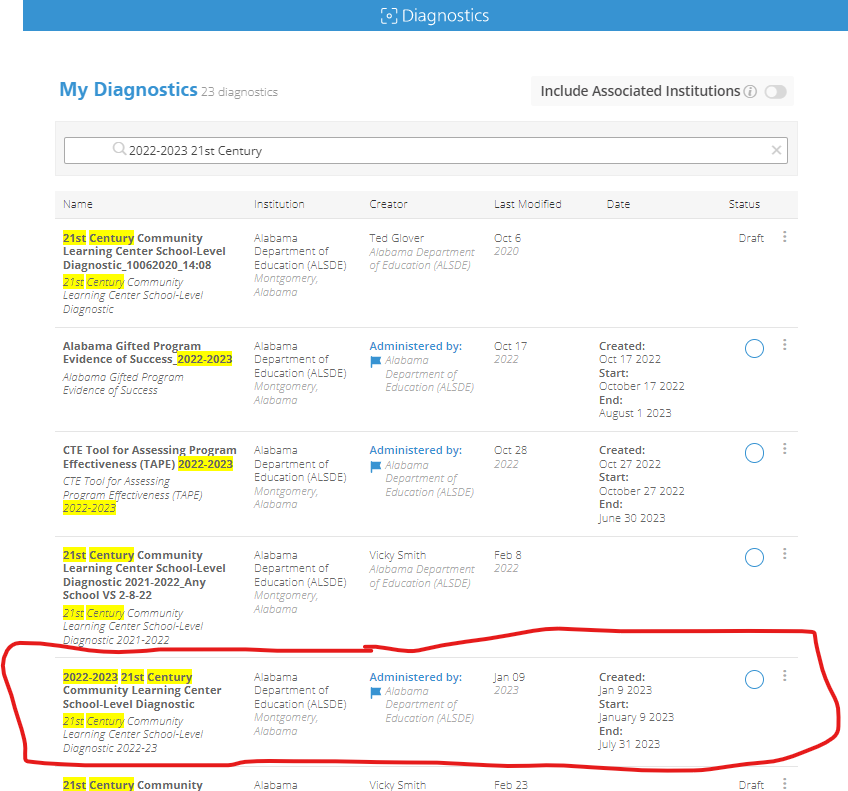 Diagnostics
My Diagnostics 23 diagnostics
Include Associated Institutions
2022-2023 21st Century
Name Institution Creator Last Modified Date Status
21st Century Community
Learning Center School-Level
Diagnostic_10062020_14:08
21st Century Community
Learning Center School-Level
Diagnostic
Alabama
Department of
Education (ALSDE)
Montgomery,
Alabama
Ted Glover
Alabama Department
of Education (ALSDE)
Oct 6
2020
Draft
Alabama Gifted Program
Evidence of Success_2022-2023
Alabama Gifted Program
Evidence of Success
Alabama
Department of
Education (ALSDE)
Montgomery,
Alabama
Administered by:
Alabama
Department of
Education (ALSDE)
Oct 17
2022
Created:
Oct 17 2022
Start:
October 17 2022
End:
August 1 2023
CTE Tool for Assessing Program
Effectiveness (TAPE) 2022-2023
CTE Tool for Assessing
Program Effectiveness (TAPE)
2022-2023
Alabama
Department of
Education (ALSDE)
Montgomery,
Alabama
Administered by:
Alabama
Department of
Education (ALSDE)
Oct 28
2022
Created:
Oct 27 2022
Start:
October 27 2022
End:
June 30 2023
21st Century Community
Learning Center School-Level
Diagnostic 2021-2022_Any
School VS 2-8-22
21st Century Community
Learning Center School-Level
Diagnostic 2021-2022
Alabama
Department of
Education (ALSDE)
Montgomery,
Alabama
Vicky Smith
Alabama Department
of Education (ALSDE)
Feb 8
2022
2022-2023 21st Century
Community Learning Center
School-Level Diagnostic
21st Century Community
Learning Center School-Level
Diagnostic 2022-23
Alabama
Department of
Education (ALSDE)
Montgomery,
Alabama
Administered by:
Alabama
Department of
Education (ALSDE)
Jan 09
2023
Created:
Jan 9 2023
Start:
January 9 2023
End:
July 31 2023
21st Century Community
Alabama
Vicky Smith
Feb 23
Draft